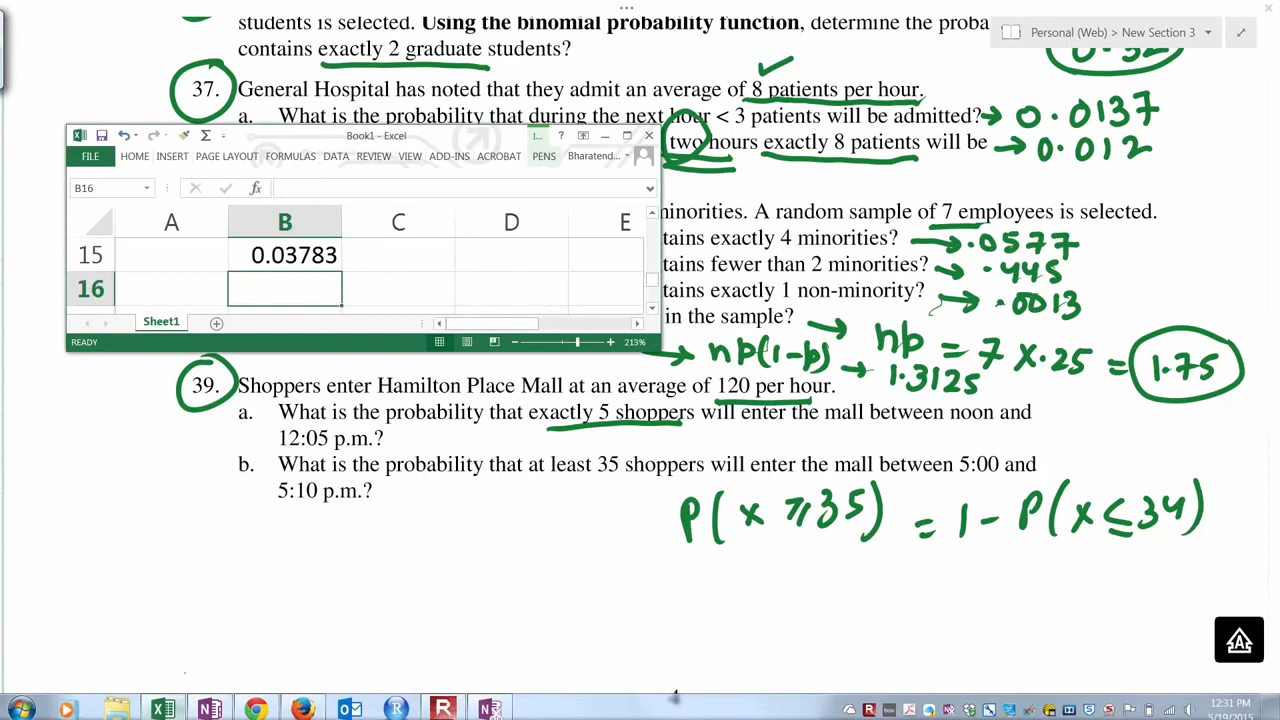 students is selected. Using the binomial probability function, determine the proba
Personal (Web) > New Section 3
contains exactly 2 graduate students?
37. General Hospital has noted that they admit an average of 8 patients per hour.
a. What is the probability that during the next hour < 3 patients will be admitted? → 0.0137
two hours exactly 8 patients will be → 0.012
Book1 - Excel
FILE HOME INSERT PAGE LAYOUT FORMULAS DATA REVIEW VIEW ADD-INS ACROBAT PENS Bharatend...
B16 fx
A B C D E
15 0.03783
16
Sheet1
READY 213%
minorities. A random sample of 7 employees is selected.
tains exactly 4 minorities? → .0577
tains fewer than 2 minorities? → .445
tains exactly 1 non-minority? → .0013
in the sample?
→ np = 7 x .25 = 1.75
→ np(1-p) → 1.3125
39. Shoppers enter Hamilton Place Mall at an average of 120 per hour.
a. What is the probability that exactly 5 shoppers will enter the mall between noon and
12:05 p.m.?
b. What is the probability that at least 35 shoppers will enter the mall between 5:00 and
5:10 p.m.?
P(x ≥ 35) = 1 - P(x ≤ 34)
12:31 PM
5/19/2015